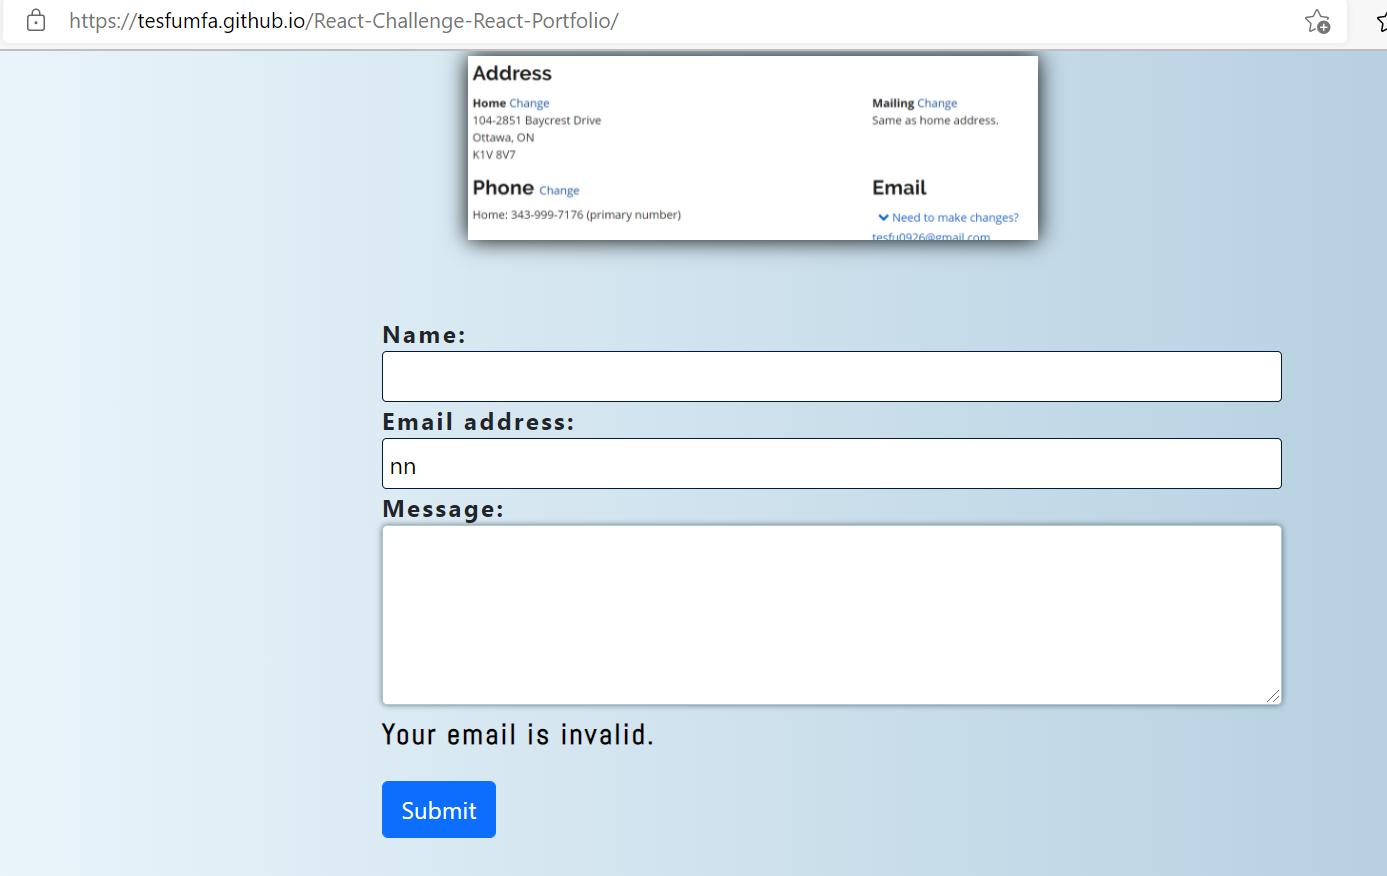 https://tesfumfa.github.io/React-Challenge-React-Portfolio/
Address
Home Change
104-2851 Baycrest Drive
Ottawa, ON
K1V 8V7
Mailing Change
Same as home address.
Phone Change
Home: 343-999-7176 (primary number)
Email
Need to make changes?
tesfu0926@gmail.com
Name:
Email address:
nn
Message:
Your email is invalid.
Submit